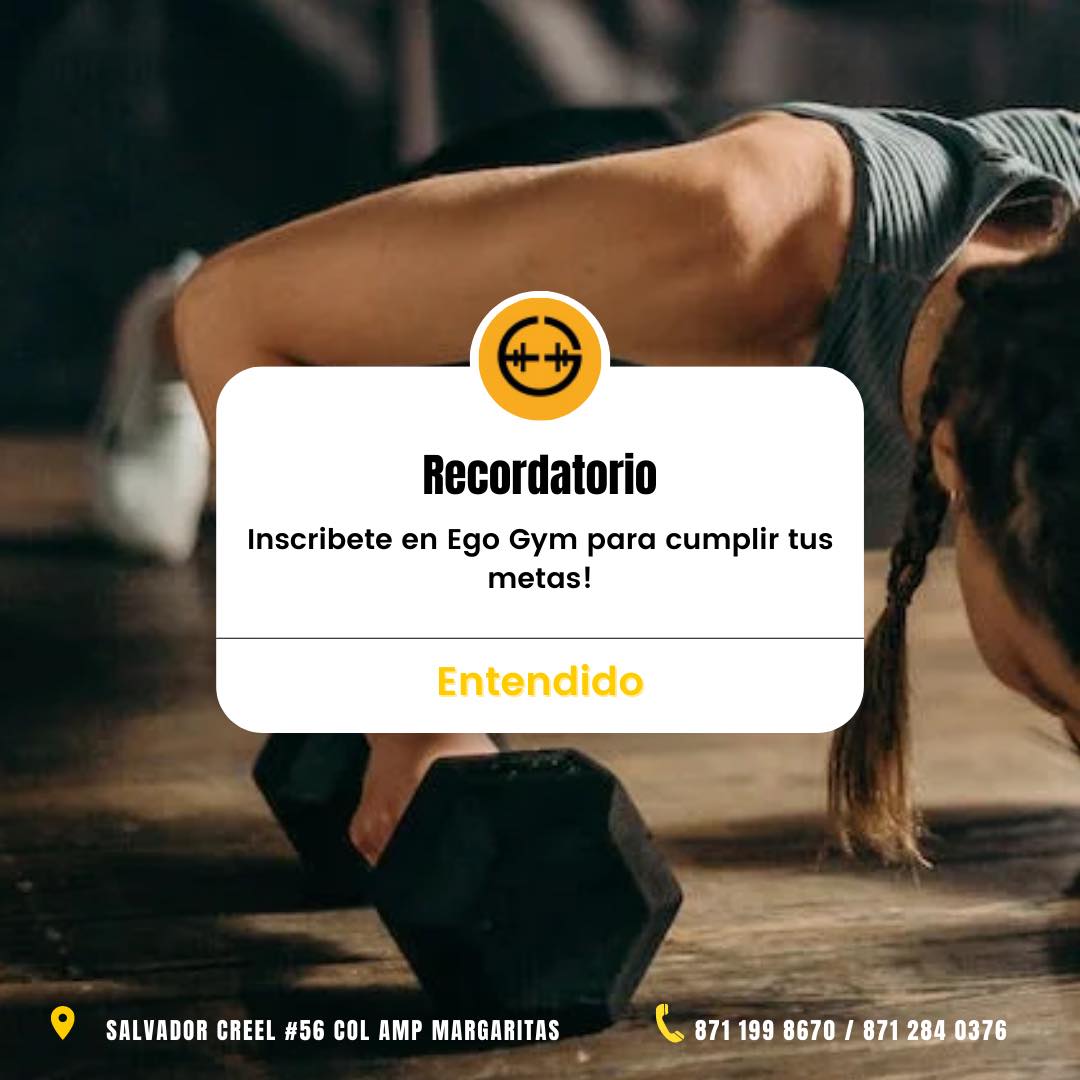 Recordatorio
Inscribete en Ego Gym para cumplir tus
metas!
Entendido
SALVADOR CREEL #56 COL AMP MARGARITAS
871 199 8670 / 871 284 0376